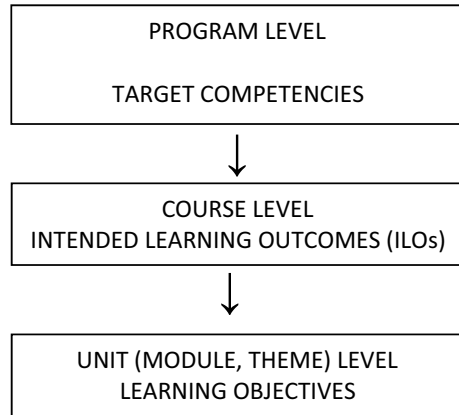 PROGRAM LEVEL
TARGET COMPETENCIES
COURSE LEVEL
INTENDED LEARNING OUTCOMES (ILOs)
UNIT (MODULE, THEME) LEVEL
LEARNING OBJECTIVES